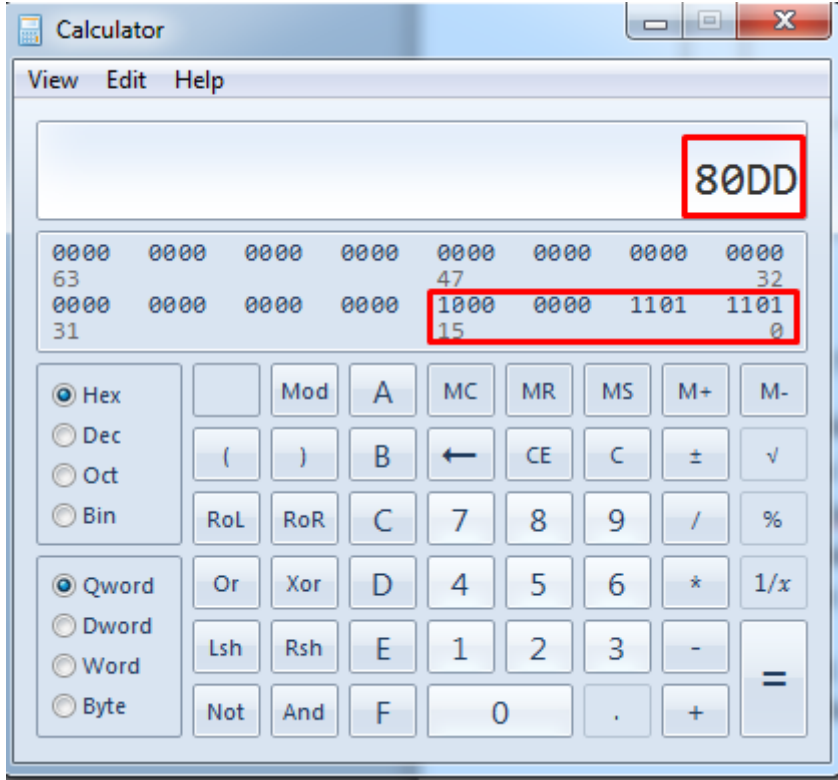 Calculator
View Edit Help
80DD
0000 0000 0000 0000 0000 0000 0000 0000
63 47 32
0000 0000 0000 0000 1000 0000 1101 1101
31 15 0
Hex Mod A MC MR MS M+ M-
Dec ( ) B ← CE C ± √
Oct
Bin RoL RoR C 7 8 9 / %
Qword Or Xor D 4 5 6 * 1/x
Dword Lsh Rsh E 1 2 3 - =
Word
Byte Not And F 0 . +